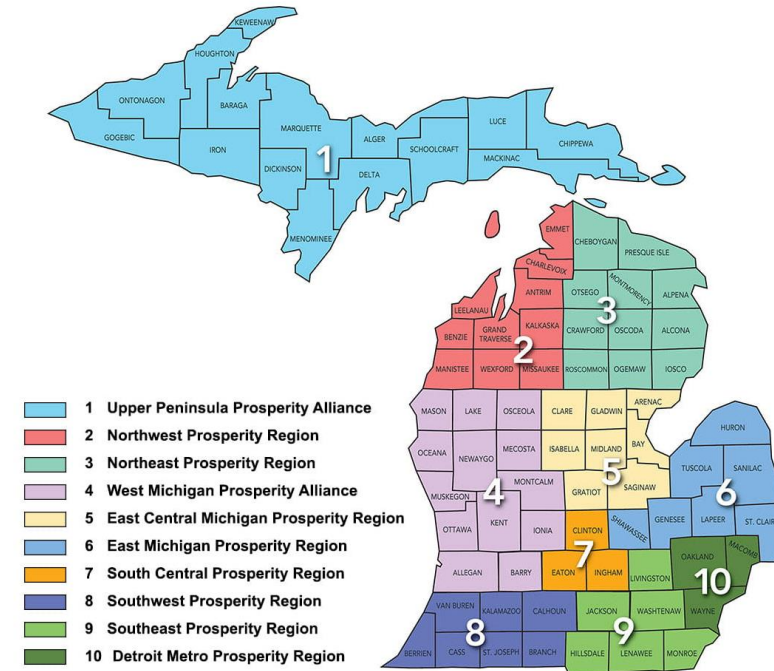 KEWEENAW
HOUGHTON
ONTONAGON
BARAGA
GOGEBIC
IRON
MARQUETTE
DICKINSON
1
ALGER
DELTA
MENOMINEE
SCHOOLCRAFT
LUCE
MACKINAC
CHIPPEWA
EMMET
CHEBOYGAN
PRESQUE ISLE
CHARLEVOIX
ANTRIM
OTSEGO
MONTMORENCY
ALPENA
3
LEELANAU
BENZIE
GRAND
TRAVERSE
KALKASKA
CRAWFORD
OSCODA
ALCONA
2
MANISTEE
WEXFORD
MISSAUKEE
ROSCOMMON
OGEMAW
IOSCO
MASON
LAKE
OSCEOLA
CLARE
GLADWIN
ARENAC
OCEANA
NEWAYGO
MECOSTA
ISABELLA
MIDLAND
BAY
HURON
5
MUSKEGON
4
MONTCALM
GRATIOT
SAGINAW
TUSCOLA
SANILAC
6
OTTAWA
KENT
IONIA
CLINTON
SHIAWASSEE
GENESEE
LAPEER
ST. CLAIR
7
ALLEGAN
BARRY
EATON
INGHAM
LIVINGSTON
OAKLAND
MACOMB
10
VAN BUREN
KALAMAZOO
CALHOUN
JACKSON
WASHTENAW
WAYNE
8
9
BERRIEN
CASS
ST. JOSEPH
BRANCH
HILLSDALE
LENAWEE
MONROE
1 Upper Peninsula Prosperity Alliance
2 Northwest Prosperity Region
3 Northeast Prosperity Region
4 West Michigan Prosperity Alliance
5 East Central Michigan Prosperity Region
6 East Michigan Prosperity Region
7 South Central Prosperity Region
8 Southwest Prosperity Region
9 Southeast Prosperity Region
10 Detroit Metro Prosperity Region